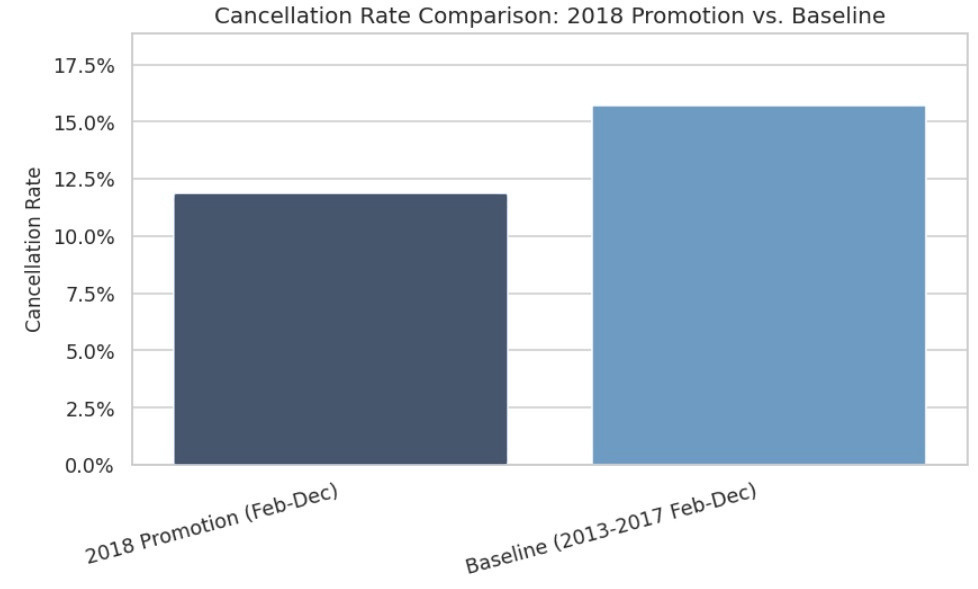 Cancellation Rate Comparison: 2018 Promotion vs. Baseline
Cancellation Rate
17.5%
15.0%
12.5%
10.0%
7.5%
5.0%
2.5%
0.0%
2018 Promotion (Feb-Dec)
Baseline (2013-2017 Feb-Dec)